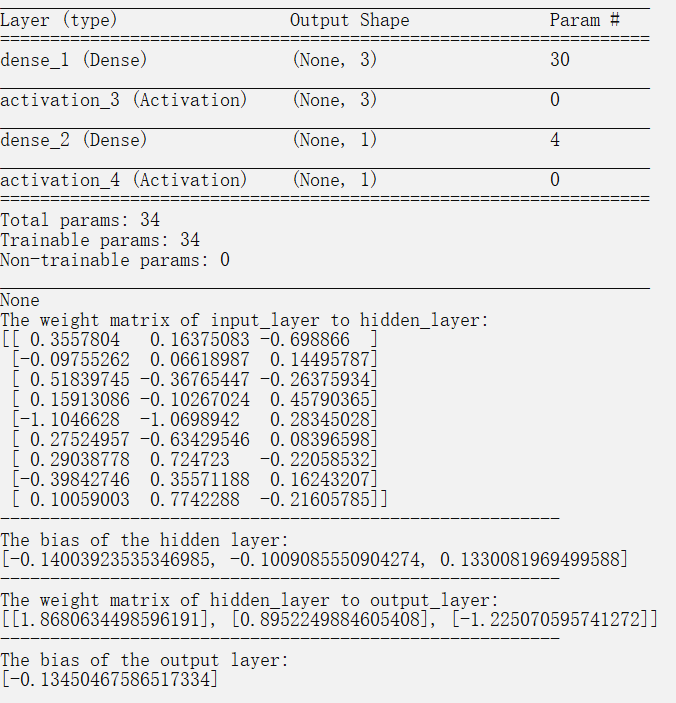 Layer (type)                 Output Shape              Param #
=================================================================
dense_1 (Dense)              (None, 3)                 30
_________________________________________________________________
activation_3 (Activation)    (None, 3)                 0
_________________________________________________________________
dense_2 (Dense)              (None, 1)                 4
_________________________________________________________________
activation_4 (Activation)    (None, 1)                 0
=================================================================
Total params: 34
Trainable params: 34
Non-trainable params: 0
_________________________________________________________________
None
The weight matrix of input_layer to hidden_layer:
[[ 0.3557804   0.16375083 -0.698866  ]
 [-0.09755262  0.06618987  0.14495787]
 [ 0.51839745 -0.36765447 -0.26375934]
 [ 0.15913086 -0.10267024  0.45790365]
 [-1.1046628  -1.0698942   0.28345028]
 [ 0.27524957 -0.63429546  0.08396598]
 [ 0.29038778  0.724723   -0.22058532]
 [-0.39842746  0.35571188  0.16243207]
 [ 0.10059003  0.7742288  -0.21605785]]
--------------------------------------------------------
The bias of the hidden layer:
[-0.14003923535346985, -0.1009085550904274, 0.1330081969499588]
--------------------------------------------------------
The weight matrix of hidden_layer to output_layer:
[[1.8680634498596191], [0.8952249884605408], [-1.225070595741272]]
--------------------------------------------------------
The bias of the output layer:
[-0.13450467586517334]